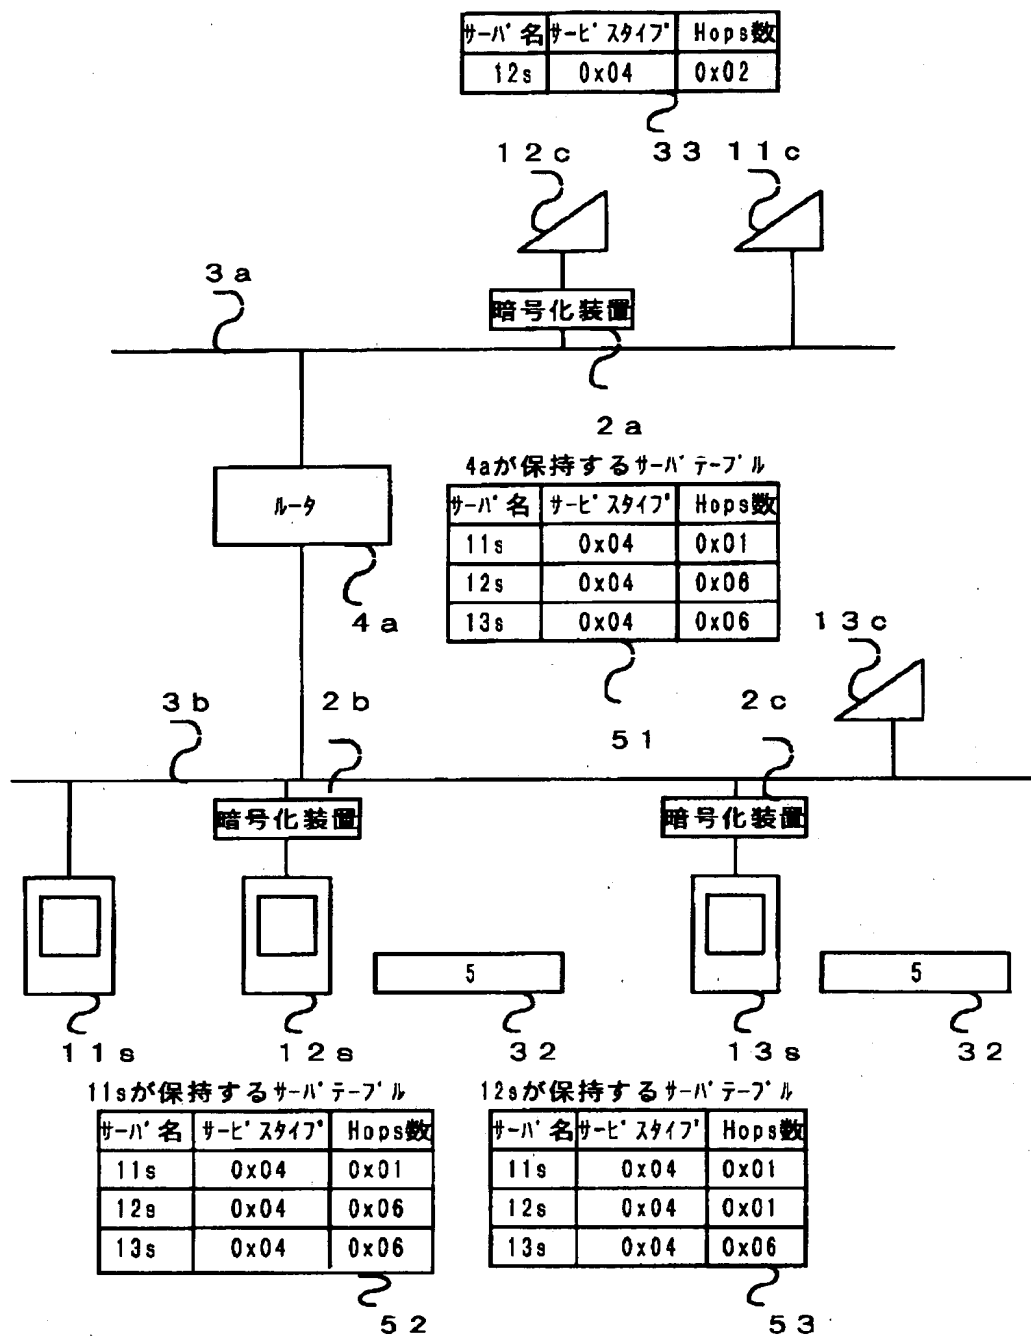 サーバ名 サービスタイプ Hops数
12s 0x04 0x02
33
12c
11c
3a
暗号化装置
2a
4aが保持するサーバテーブル
ルータ
サーバ名 サービスタイプ Hops数
11s 0x04 0x01
12s 0x04 0x06
13s 0x04 0x06
4a
13c
3b
2b
51
2c
暗号化装置
暗号化装置
5
5
11s
12s
32
13s
32
11sが保持するサーバテーブル
サーバ名 サービスタイプ Hops数
11s 0x04 0x01
12s 0x04 0x06
13s 0x04 0x06
52
12sが保持するサーバテーブル
サーバ名 サービスタイプ Hops数
11s 0x04 0x01
12s 0x04 0x01
13s 0x04 0x06
53